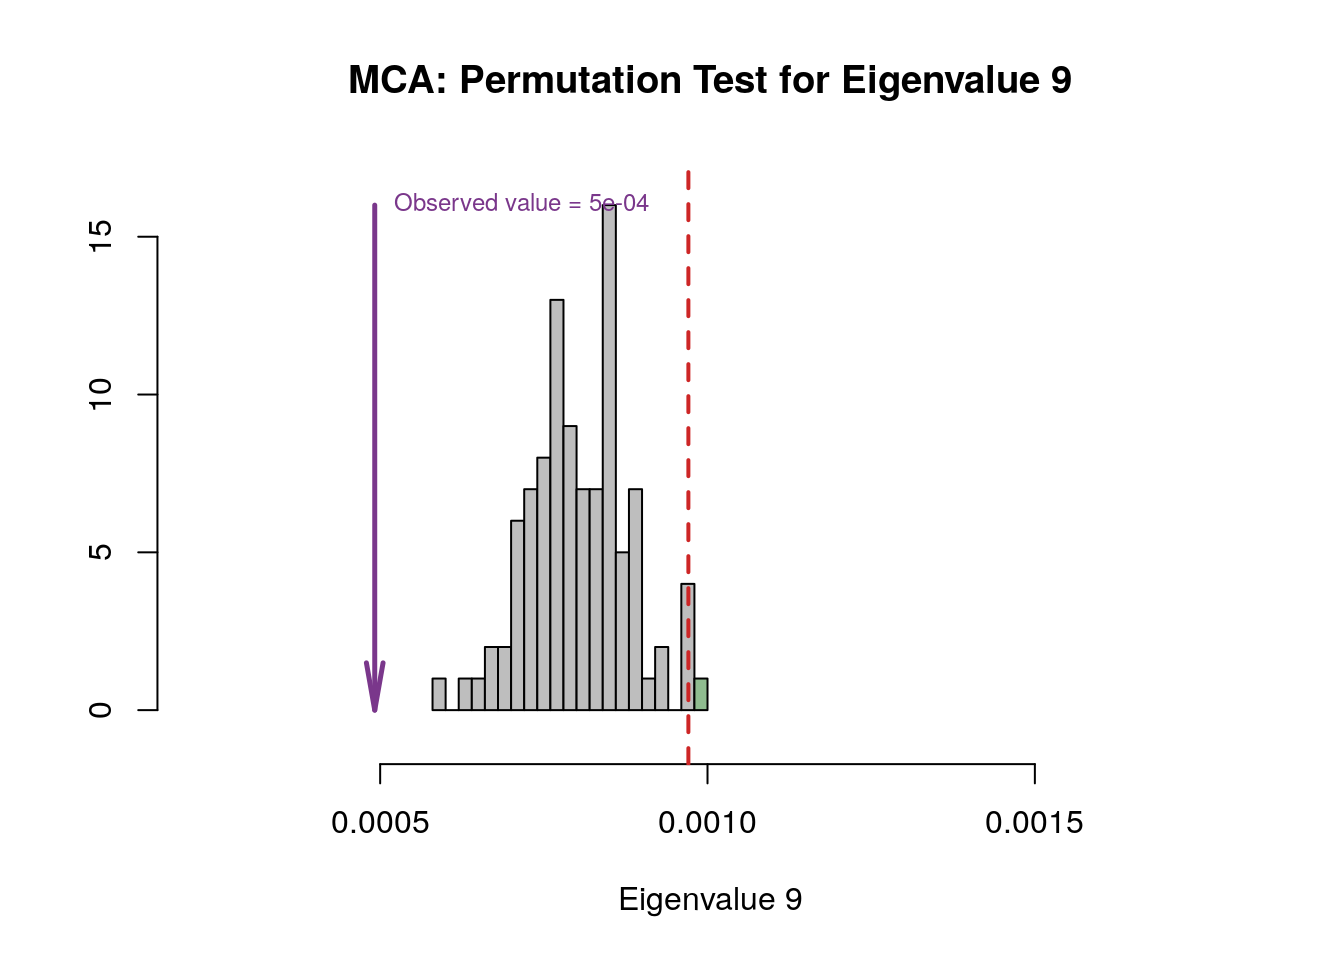 MCA: Permutation Test for Eigenvalue 9
Observed value = 5e-04
15
10
5
0
0.0005 0.0010 0.0015
Eigenvalue 9